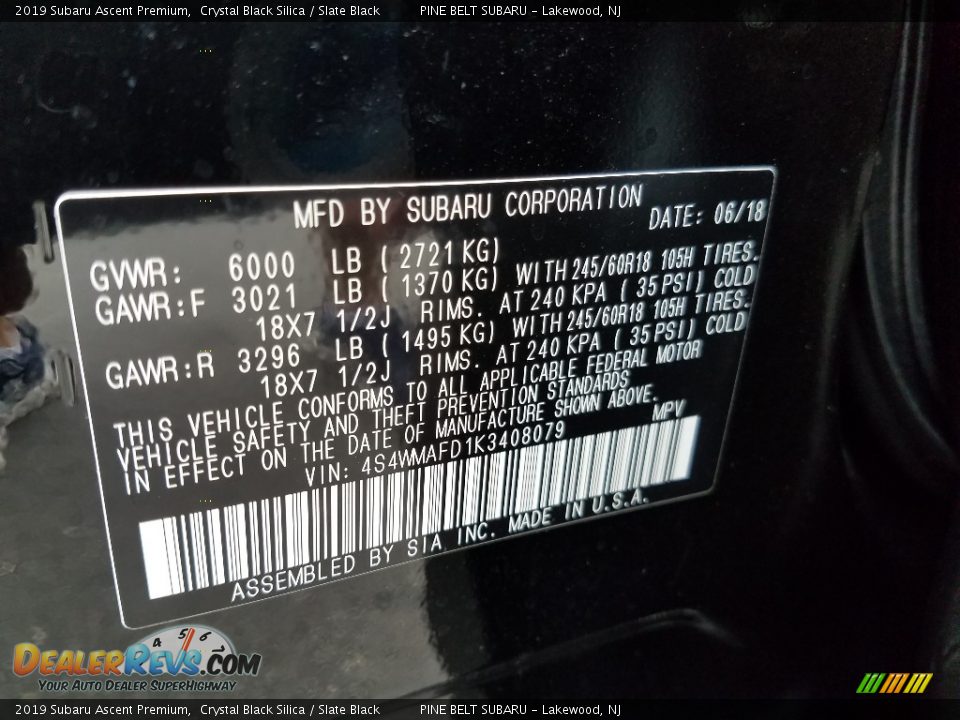 2019 Subaru Ascent Premium,  Crystal Black Silica / Slate Black        PINE BELT SUBARU - Lakewood, NJ
MFD BY SUBARU CORPORATION
DATE: 06/18
GVWR: 6000 LB ( 2721 KG)
GAWR:F 3021 LB ( 1370 KG) WITH 245/60R18 105H TIRES.
18X7 1/2J RIMS. AT 240 KPA ( 35 PSI) COLD
GAWR:R 3296 LB ( 1495 KG) WITH 245/60R18 105H TIRES.
18X7 1/2J RIMS. AT 240 KPA ( 35 PSI) COLD
THIS VEHICLE CONFORMS TO ALL APPLICABLE FEDERAL MOTOR
VEHICLE SAFETY AND THEFT PREVENTION STANDARDS
IN EFFECT ON THE DATE OF MANUFACTURE SHOWN ABOVE.
VIN: 4S4WMAFD1K3408079 MPV
ASSEMBLED BY SIA INC. MADE IN U.S.A.
4 5 6 7
DEALERREVS.COM
YOUR AUTO DEALER SUPERHIGHWAY
2019 Subaru Ascent Premium,  Crystal Black Silica / Slate Black        PINE BELT SUBARU - Lakewood, NJ